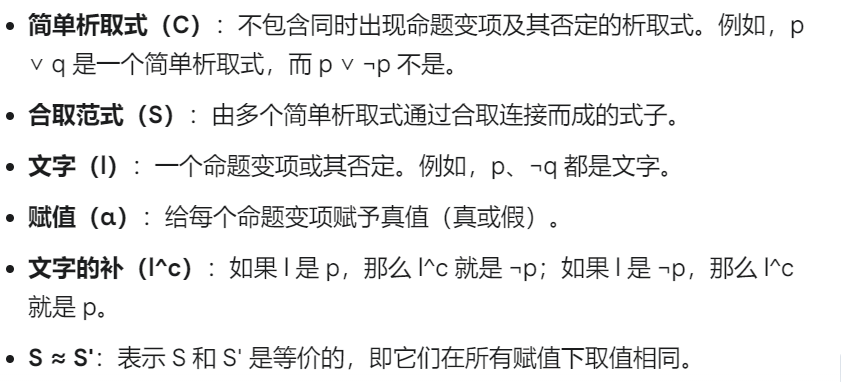 • 简单析取式（C）：不包含同时出现命题变项及其否定的析取式。例如，p
∨ q 是一个简单析取式，而 p ∨ ¬p 不是。
• 合取范式（S）：由多个简单析取式通过合取连接而成的式子。
• 文字（l）：一个命题变项或其否定。例如，p、¬q 都是文字。
• 赋值（α）：给每个命题变项赋予真值（真或假）。
• 文字的补（l^c）：如果 l 是 p，那么 l^c 就是 ¬p；如果 l 是 ¬p，那么 l^c
就是 p。
• S ≈ S'：表示 S 和 S' 是等价的，即它们在所有赋值下取值相同。